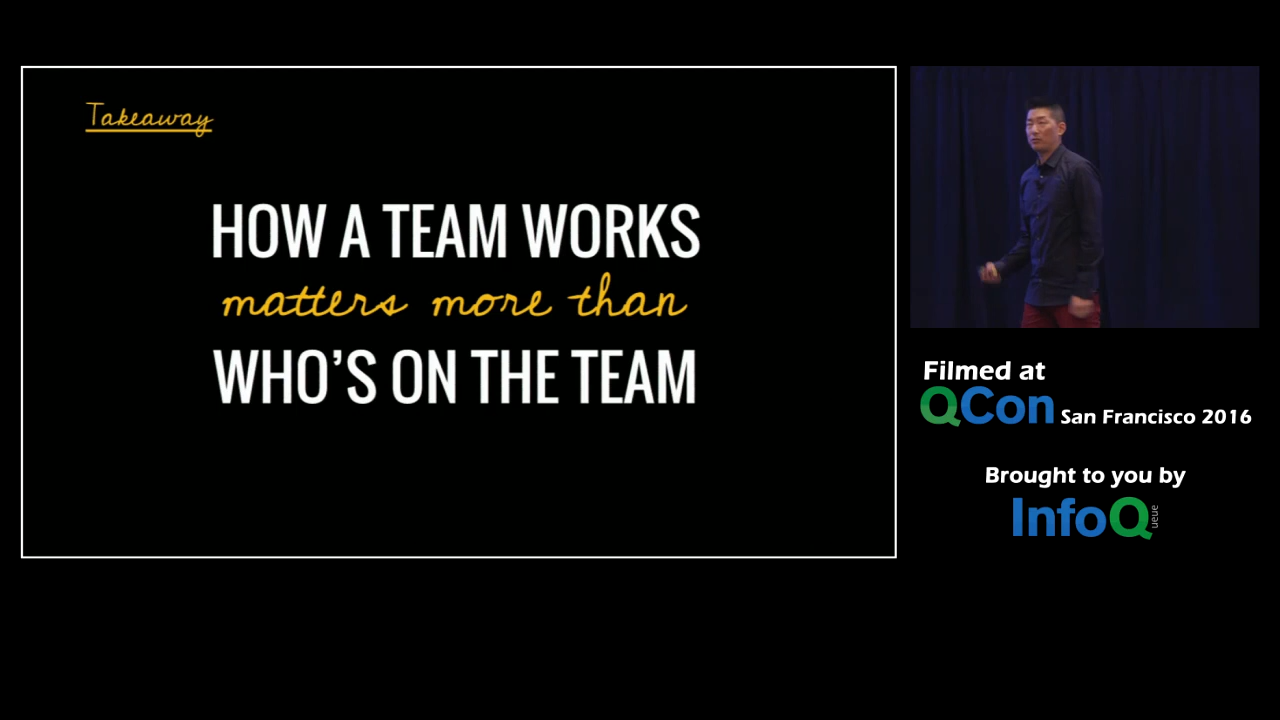 Takeaway
HOW A TEAM WORKS
matters more than
WHO'S ON THE TEAM
Filmed at
QCon San Francisco 2016
Brought to you by
InfoQ
ueue